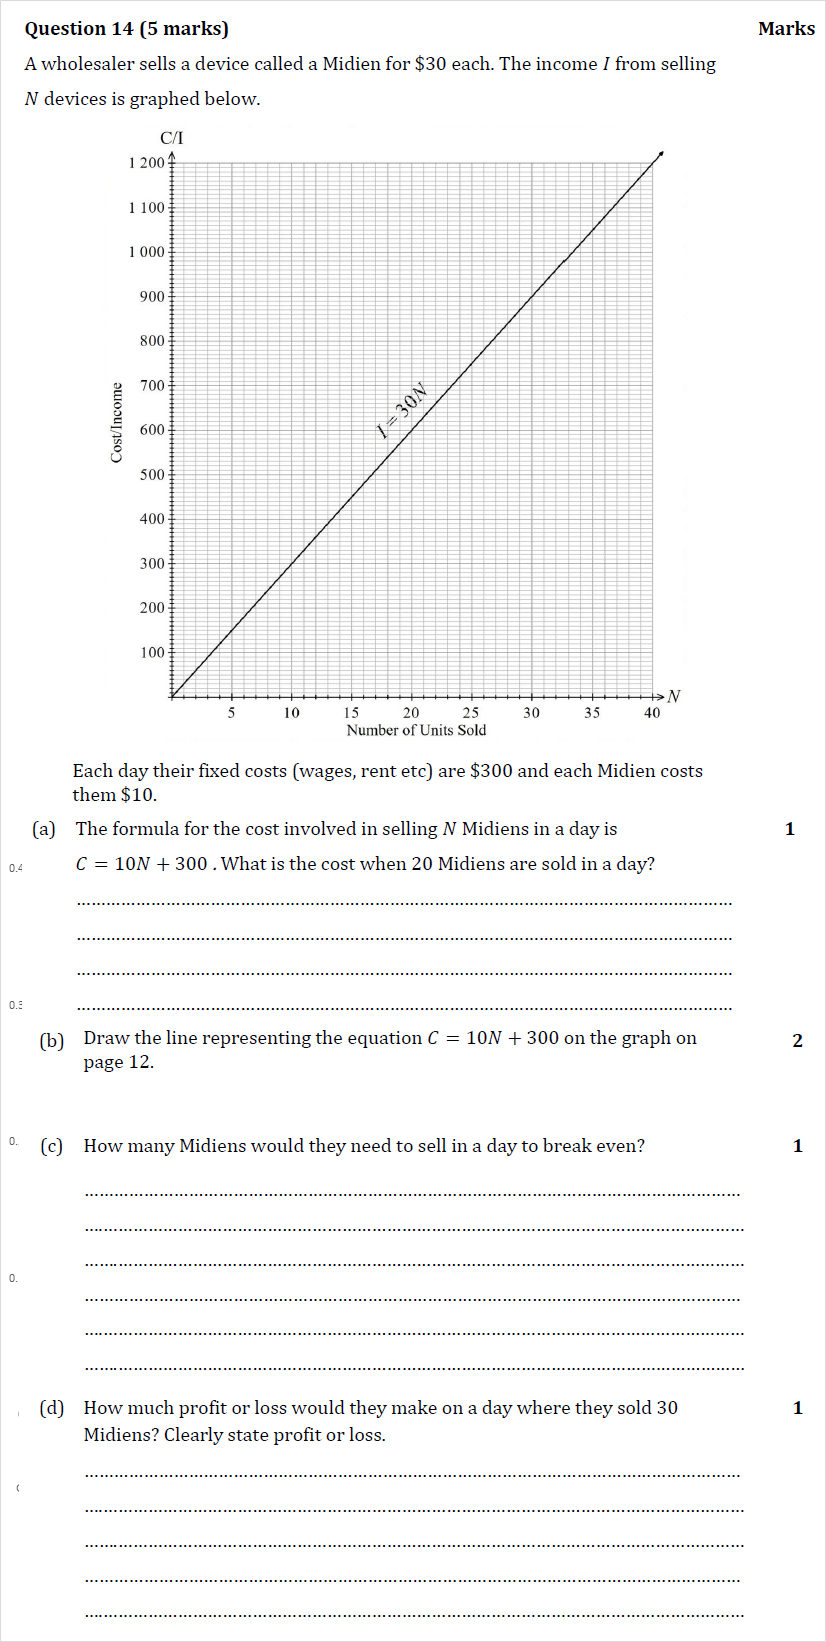 Question 14 (5 marks) Marks
A wholesaler sells a device called a Midien for $30 each. The income I from selling
N devices is graphed below.
C/I
1 200
1 100
1 000
900
800
700
600
500
400
300
200
100
Cost/Income
I = 30N
N
5 10 15 20 25 30 35 40
Number of Units Sold
Each day their fixed costs (wages, rent etc) are $300 and each Midien costs
them $10.
(a) The formula for the cost involved in selling N Midiens in a day is 1
C = 10N + 300 . What is the cost when 20 Midiens are sold in a day?
(b) Draw the line representing the equation C = 10N + 300 on the graph on 2
page 12.
(c) How many Midiens would they need to sell in a day to break even? 1
(d) How much profit or loss would they make on a day where they sold 30 1
Midiens? Clearly state profit or loss.